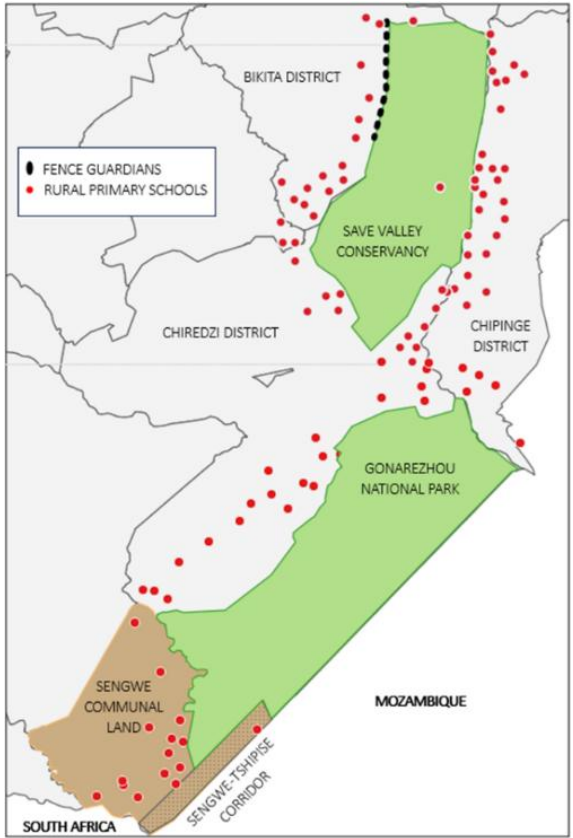 BIKITA DISTRICT
FENCE GUARDIANS
RURAL PRIMARY SCHOOLS
SAVE VALLEY
CONSERVANCY
CHIREDZI DISTRICT
CHIPINGE
DISTRICT
GONAREZHOU
NATIONAL PARK
SENGWE
COMMUNAL
LAND
MOZAMBIQUE
SENGWE-TSHIPISE
CORRIDOR
SOUTH AFRICA